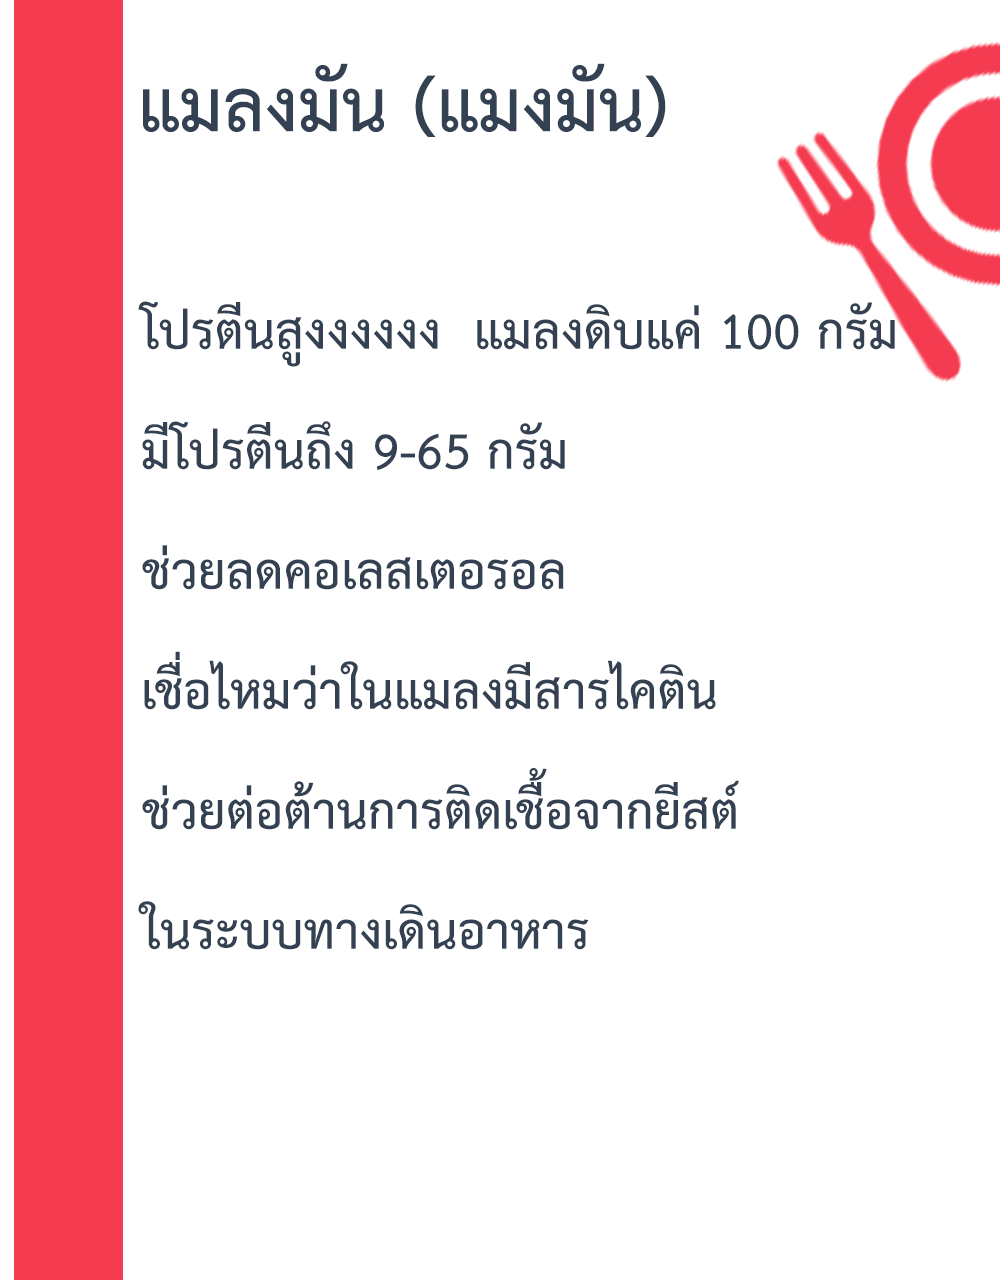 แมลงมัน (แมงมัน)
โปรตีนสูงงงงงง แมลงดิบแค่ 100 กรัม
มีโปรตีนถึง 9-65 กรัม
ช่วยลดคอเลสเตอรอล
เชื่อไหมว่าในแมลงมีสารไคติน
ช่วยต่อต้านการติดเชื้อจากยีสต์
ในระบบทางเดินอาหาร